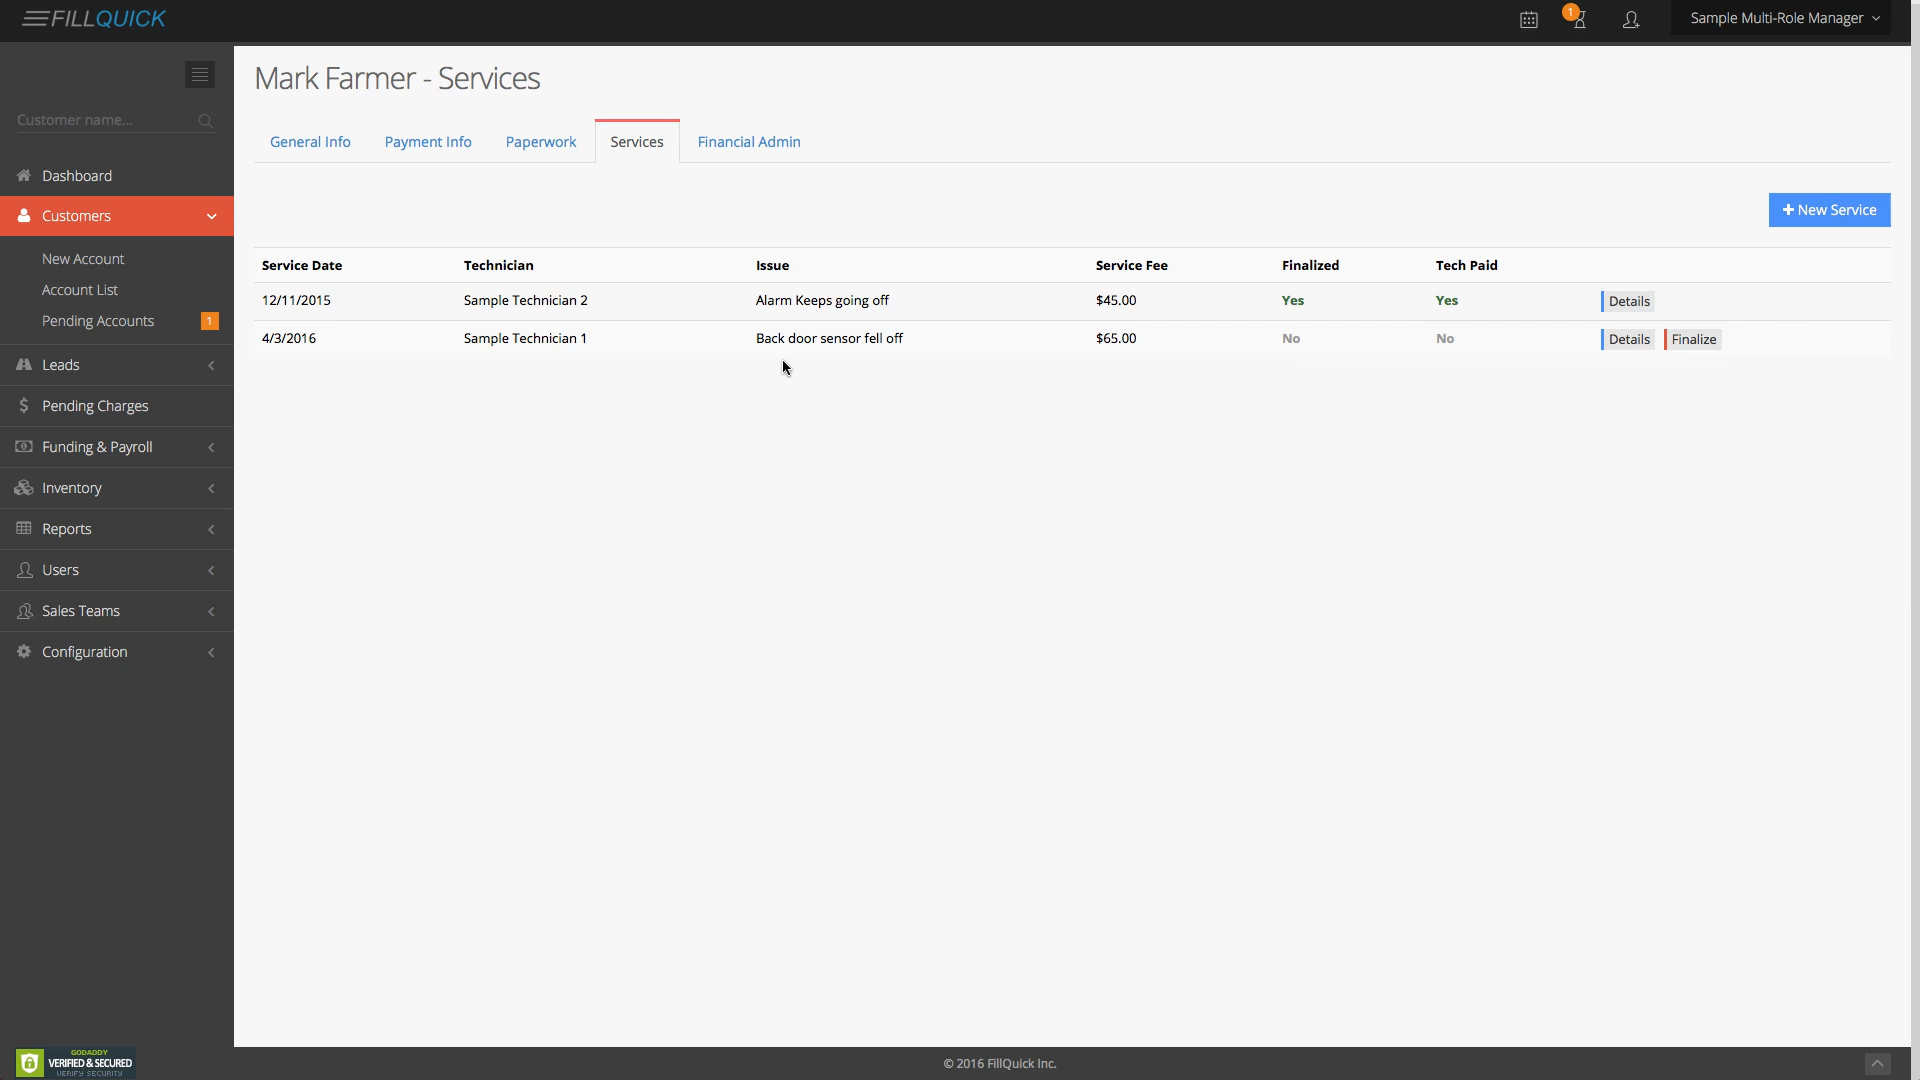 FILLQUICK
1
Sample Multi-Role Manager
Customer name...
Dashboard
Customers
New Account
Account List
Pending Accounts 1
Leads
Pending Charges
Funding & Payroll
Inventory
Reports
Users
Sales Teams
Configuration
Mark Farmer - Services
General Info Payment Info Paperwork Services Financial Admin
New Service
Service Date Technician Issue Service Fee Finalized Tech Paid
12/11/2015 Sample Technician 2 Alarm Keeps going off $45.00 Yes Yes Details
4/3/2016 Sample Technician 1 Back door sensor fell off $65.00 No No Details Finalize
GODADDY
VERIFIED & SECURED
VERIFY SECURITY
© 2016 FillQuick Inc.